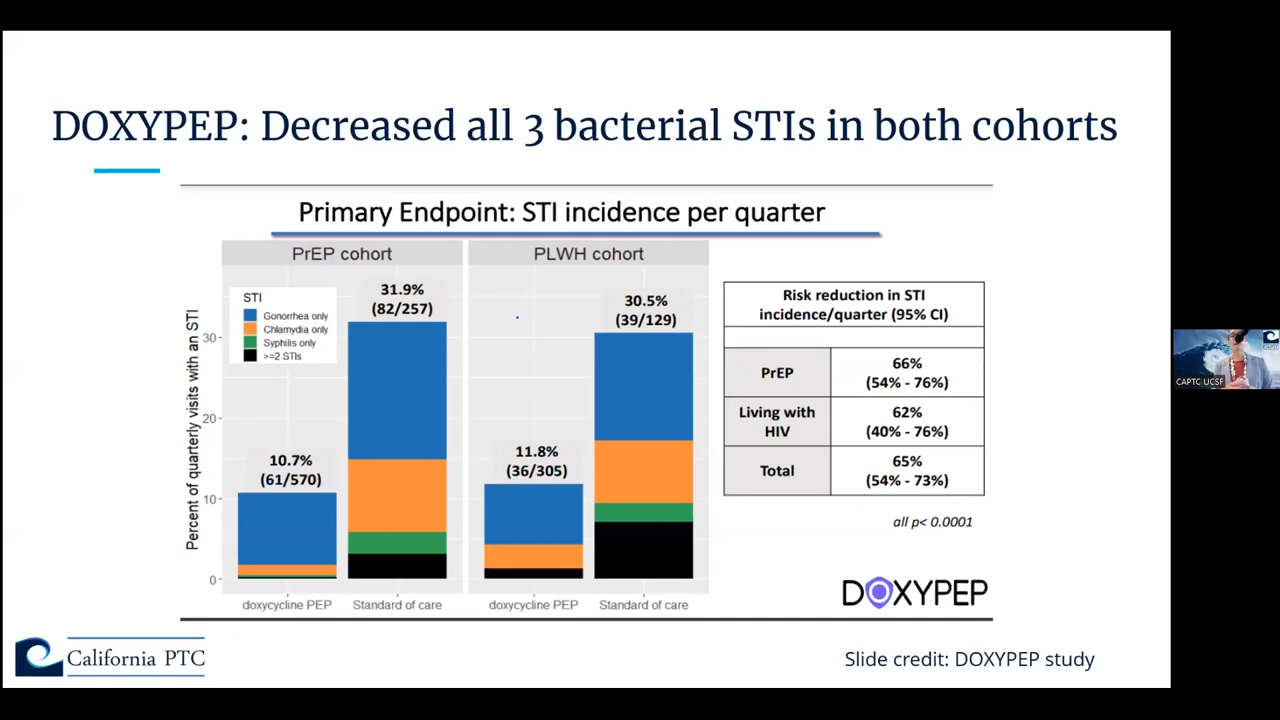 DOXYPEP: Decreased all 3 bacterial STIs in both cohorts
Primary Endpoint: STI incidence per quarter
PrEP cohort
PLWH cohort
Percent of quarterly visits with an STI
30
20
10
0
STI
Gonorrhea only
Chlamydia only
Syphilis only
>=2 STIs
10.7%
(61/570)
31.9%
(82/257)
11.8%
(36/305)
30.5%
(39/129)
doxycycline PEP
Standard of care
doxycycline PEP
Standard of care
Risk reduction in STI
incidence/quarter (95% CI)
PrEP
66%
(54% - 76%)
Living with
HIV
62%
(40% - 76%)
Total
65%
(54% - 73%)
all p< 0.0001
DOXYPEP
California PTC
Slide credit: DOXYPEP study
CAPTC UCSF